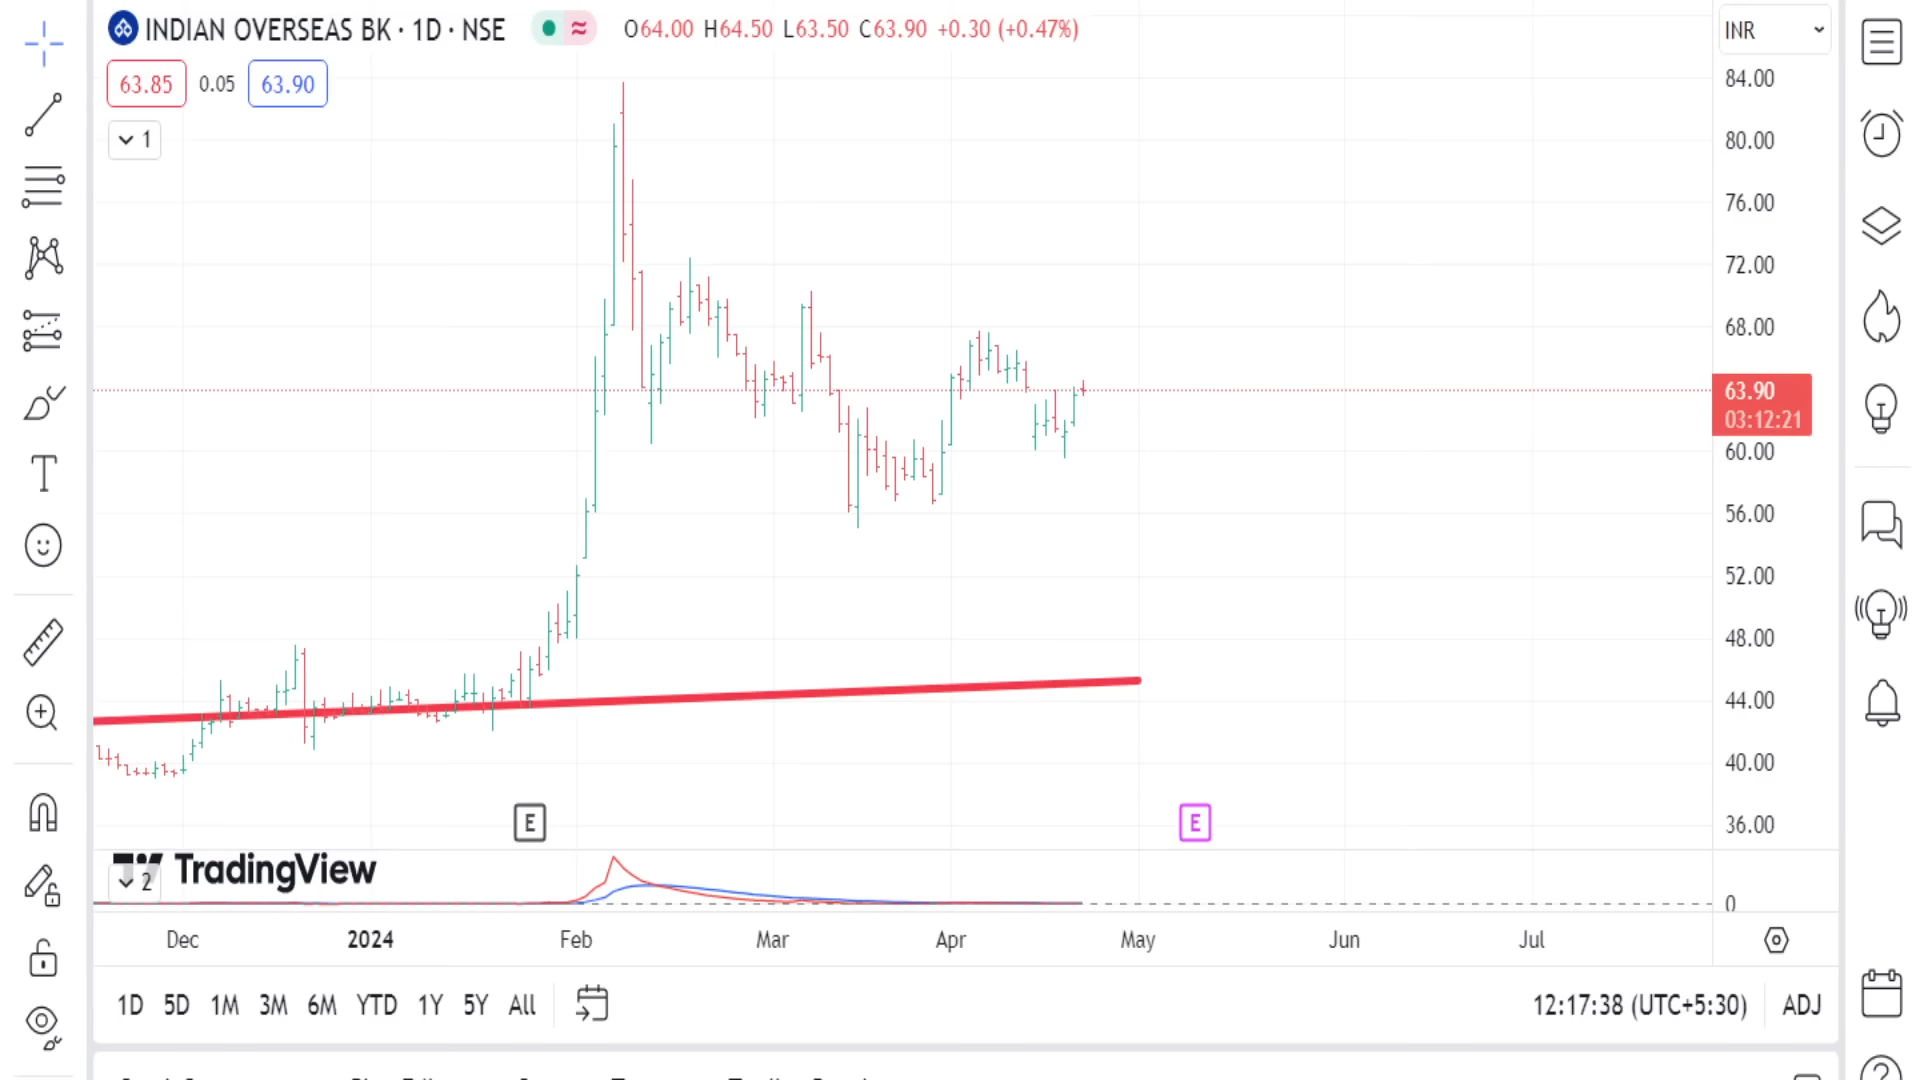 INDIAN OVERSEAS BK · 1D · NSE O64.00 H64.50 L63.50 C63.90 +0.30 (+0.47%)
INR
63.85 0.05 63.90
1
84.00
80.00
76.00
72.00
68.00
63.90
03:12:21
60.00
56.00
52.00
48.00
44.00
40.00
36.00
E E
TradingView
2
0
Dec 2024 Feb Mar Apr May Jun Jul
1D 5D 1M 3M 6M YTD 1Y 5Y All 12:17:38 (UTC+5:30) ADJ